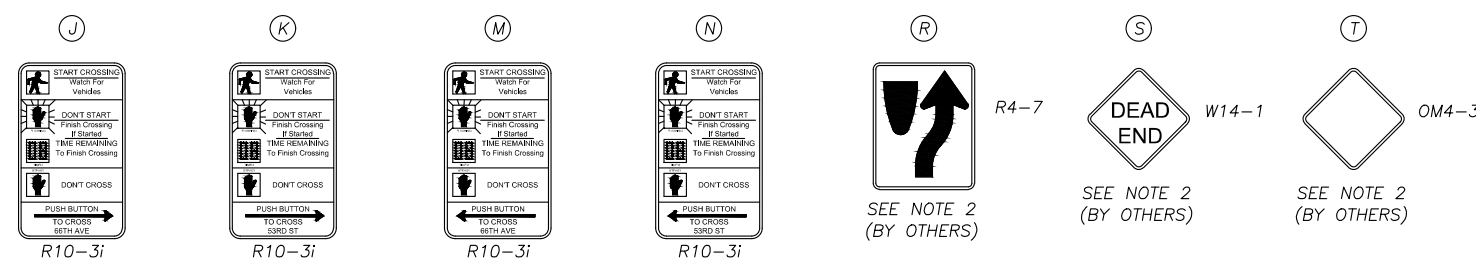 J
START CROSSING
Watch For
Vehicles
DON'T START
Finish Crossing
If Started
TIME REMAINING
To Finish Crossing
DON'T CROSS
PUSH BUTTON
TO CROSS
66TH AVE
R10-3i
K
START CROSSING
Watch For
Vehicles
DON'T START
Finish Crossing
If Started
TIME REMAINING
To Finish Crossing
DON'T CROSS
PUSH BUTTON
TO CROSS
53RD ST
R10-3i
M
START CROSSING
Watch For
Vehicles
DON'T START
Finish Crossing
If Started
TIME REMAINING
To Finish Crossing
DON'T CROSS
PUSH BUTTON
TO CROSS
66TH AVE
R10-3i
N
START CROSSING
Watch For
Vehicles
DON'T START
Finish Crossing
If Started
TIME REMAINING
To Finish Crossing
DON'T CROSS
PUSH BUTTON
TO CROSS
53RD ST
R10-3i
R
R4-7
SEE NOTE 2
(BY OTHERS)
S
DEAD
END
W14-1
SEE NOTE 2
(BY OTHERS)
T
OM4-3
SEE NOTE 2
(BY OTHERS)